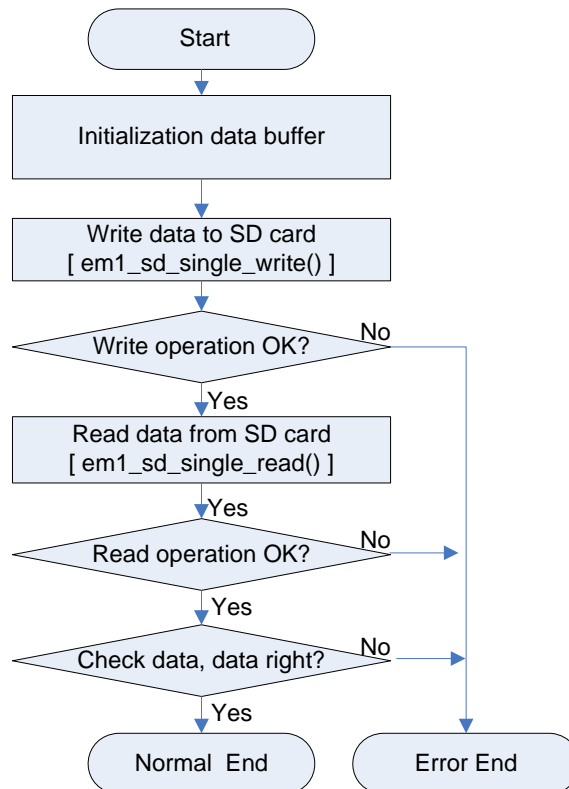 Start
Initialization data buffer
Write data to SD card
[ em1_sd_single_write() ]
Write operation OK?
No
Yes
Read data from SD card
[ em1_sd_single_read() ]
Yes
Read operation OK?
No
Yes
Check data, data right?
No
Yes
Normal End
Error End